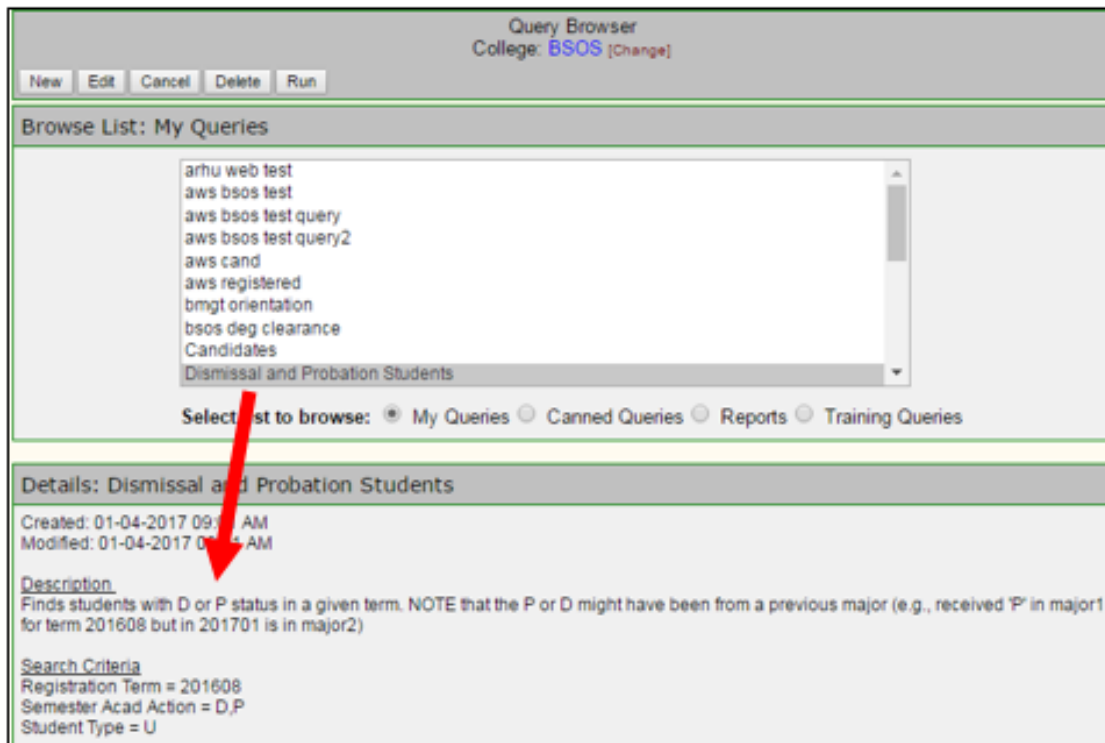 Query Browser
College: BSOS [Change]
New Edit Cancel Delete Run
Browse List: My Queries
arhu web test
aws bsos test
aws bsos test query
aws bsos test query2
aws cand
aws registered
bmgt orientation
bsos deg clearance
Candidates
Dismissal and Probation Students
Select to browse: My Queries Canned Queries Reports Training Queries
Details: Dismissal and Probation Students
Created: 01-04-2017 AM
Modified: 01-04-2017 AM
Description
Finds students with D or P status in a given term. NOTE that the P or D might have been from a previous major (e.g., received 'P' in major1
for term 201608 but in 201701 is in major2)
Search Criteria
Registration Term = 201608
Semester Acad Action = D,P
Student Type = U